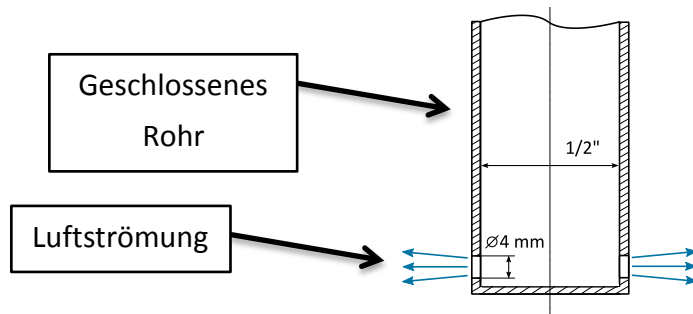 Geschlossenes
Rohr
1/2"
Luftströmung
⌀4 mm